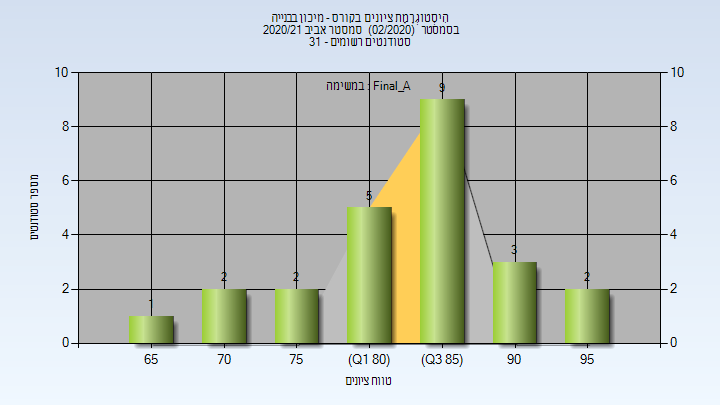 הִיסְטוֹגְרָמַת ציונים בקורס - מיכון בבנייה
בסמסטר (02/2020) סמסטר אביב 2020/21
סטודנטים רשומים - 31
במשימה : Final_A
מספר סטודנטים
10 8 6 4 2 0
10 8 6 4 2 0
1 2 2 5 9 3 2
65 70 75 (Q1 80) (Q3 85) 90 95
טווח ציונים